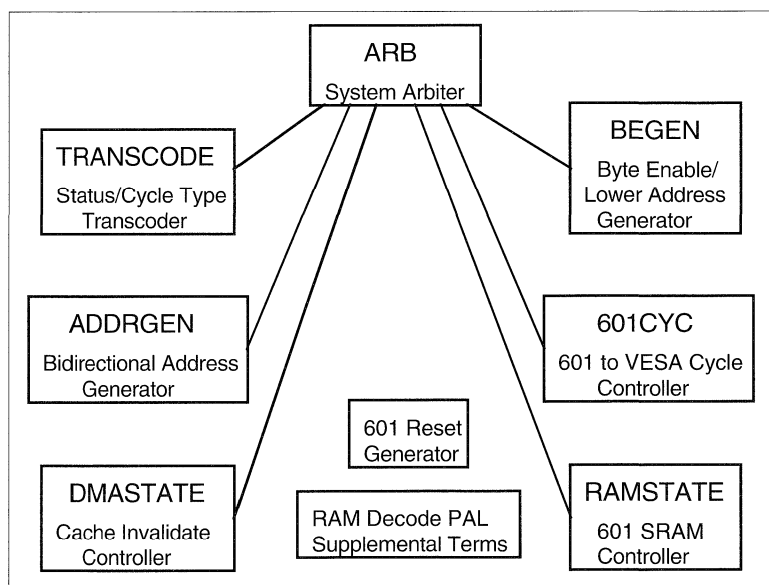 ARB
System Arbiter
TRANSCODE
Status/Cycle Type
Transcoder
BEGEN
Byte Enable/
Lower Address
Generator
ADDRGEN
Bidirectional Address
Generator
601CYC
601 to VESA Cycle
Controller
601 Reset
Generator
DMASTATE
Cache Invalidate
Controller
RAM Decode PAL
Supplemental Terms
RAMSTATE
601 SRAM
Controller